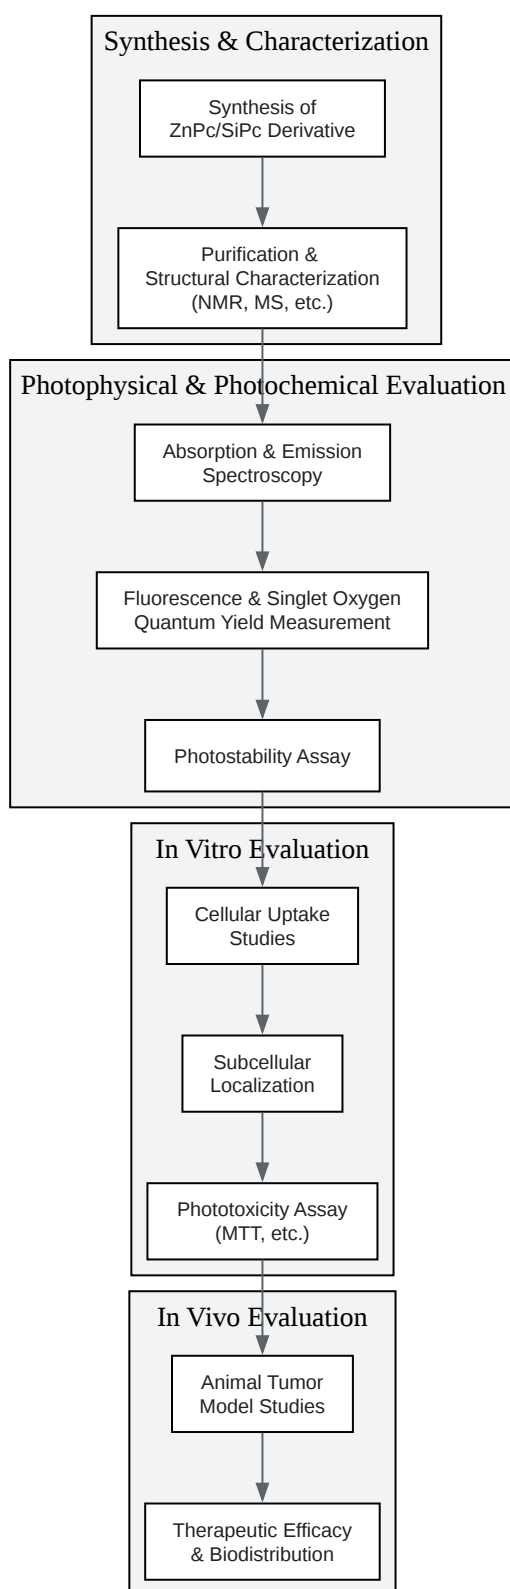 Synthesis & Characterization
Synthesis of
ZnPc/SiPc Derivative
Purification &
Structural Characterization
(NMR, MS, etc.)
Photophysical & Photochemical Evaluation
Absorption & Emission
Spectroscopy
Fluorescence & Singlet Oxygen
Quantum Yield Measurement
Photostability Assay
In Vitro Evaluation
Cellular Uptake
Studies
Subcellular
Localization
Phototoxicity Assay
(MTT, etc.)
In Vivo Evaluation
Animal Tumor
Model Studies
Therapeutic Efficacy
& Biodistribution